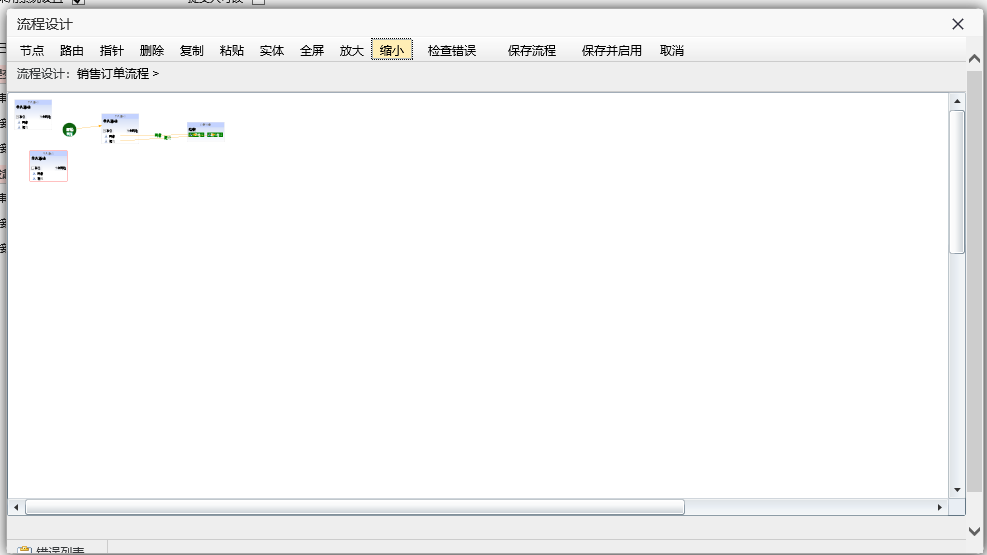 流程设计
节点 路由 指针 删除 复制 粘贴 实体 全屏 放大 缩小 检查错误 保存流程 保存并启用 取消
流程设计: 销售订单流程 >
错误列表